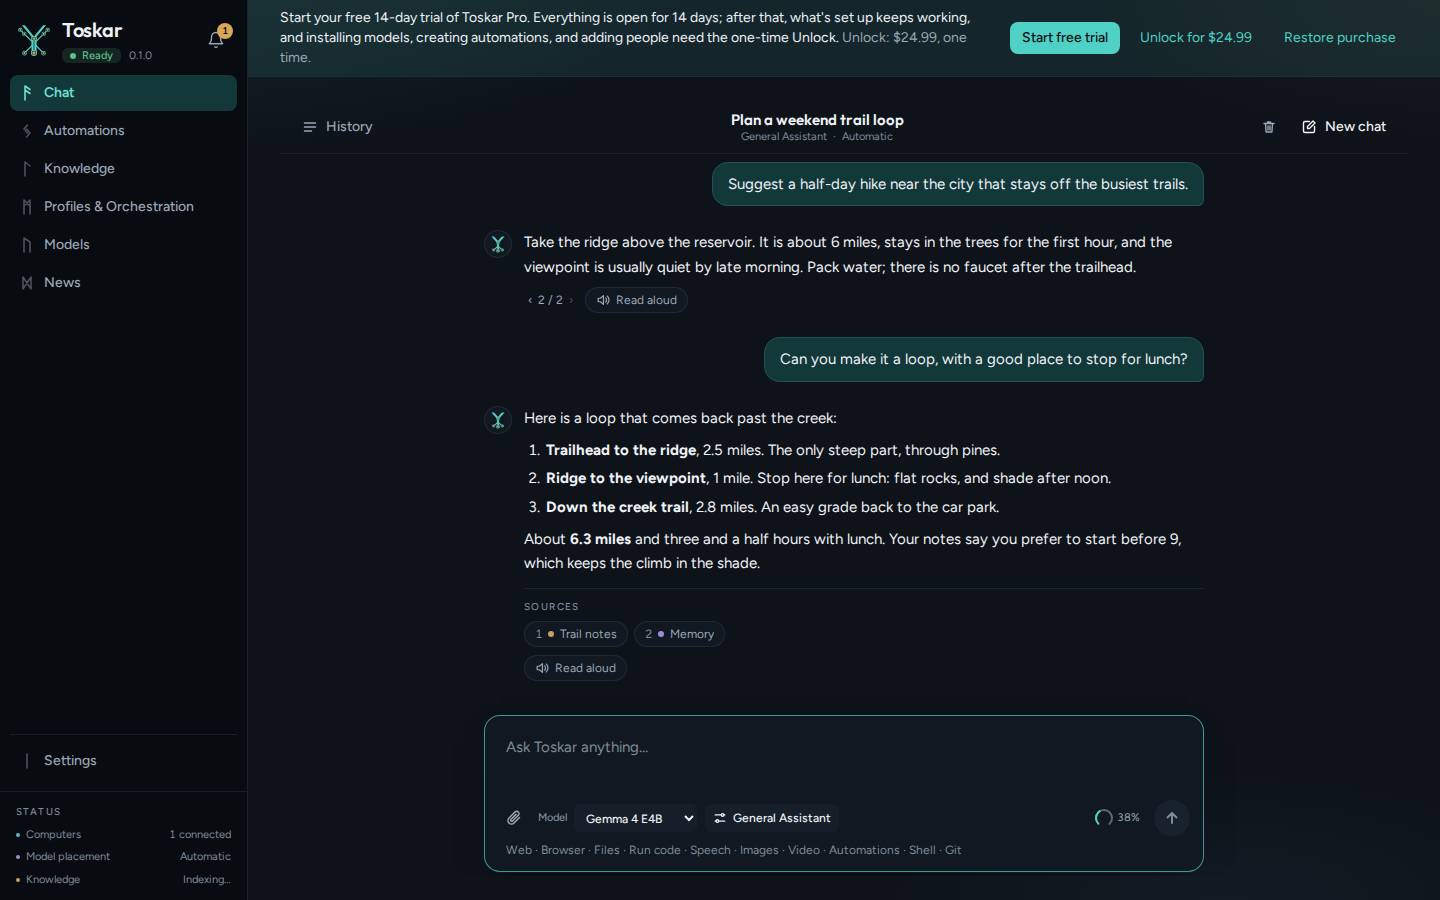 Toskar
Ready 0.1.0
1
Chat
Automations
Knowledge
Profiles & Orchestration
Models
News
Settings
STATUS
Computers 1 connected
Model placement Automatic
Knowledge Indexing...
Start your free 14-day trial of Toskar Pro. Everything is open for 14 days; after that, what's set up keeps working,
and installing models, creating automations, and adding people need the one-time Unlock. Unlock: $24.99, one
time.
Start free trial
Unlock for $24.99
Restore purchase
History
Plan a weekend trail loop
General Assistant · Automatic
New chat
Suggest a half-day hike near the city that stays off the busiest trails.
Take the ridge above the reservoir. It is about 6 miles, stays in the trees for the first hour, and the
viewpoint is usually quiet by late morning. Pack water; there is no faucet after the trailhead.
‹ 2 / 2 › Read aloud
Can you make it a loop, with a good place to stop for lunch?
Here is a loop that comes back past the creek:
1. Trailhead to the ridge, 2.5 miles. The only steep part, through pines.
2. Ridge to the viewpoint, 1 mile. Stop here for lunch: flat rocks, and shade after noon.
3. Down the creek trail, 2.8 miles. An easy grade back to the car park.
About 6.3 miles and three and a half hours with lunch. Your notes say you prefer to start before 9,
which keeps the climb in the shade.
SOURCES
1 Trail notes 2 Memory
Read aloud
Ask Toskar anything...
Model Gemma 4 E4B General Assistant 38%
Web · Browser · Files · Run code · Speech · Images · Video · Automations · Shell · Git